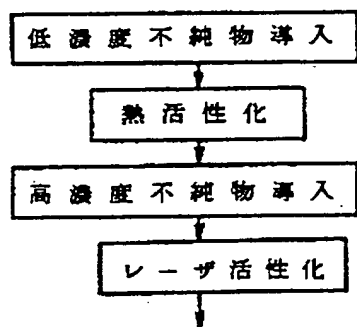 低濃度不純物導入
熱活性化
高濃度不純物導入
レーザ活性化